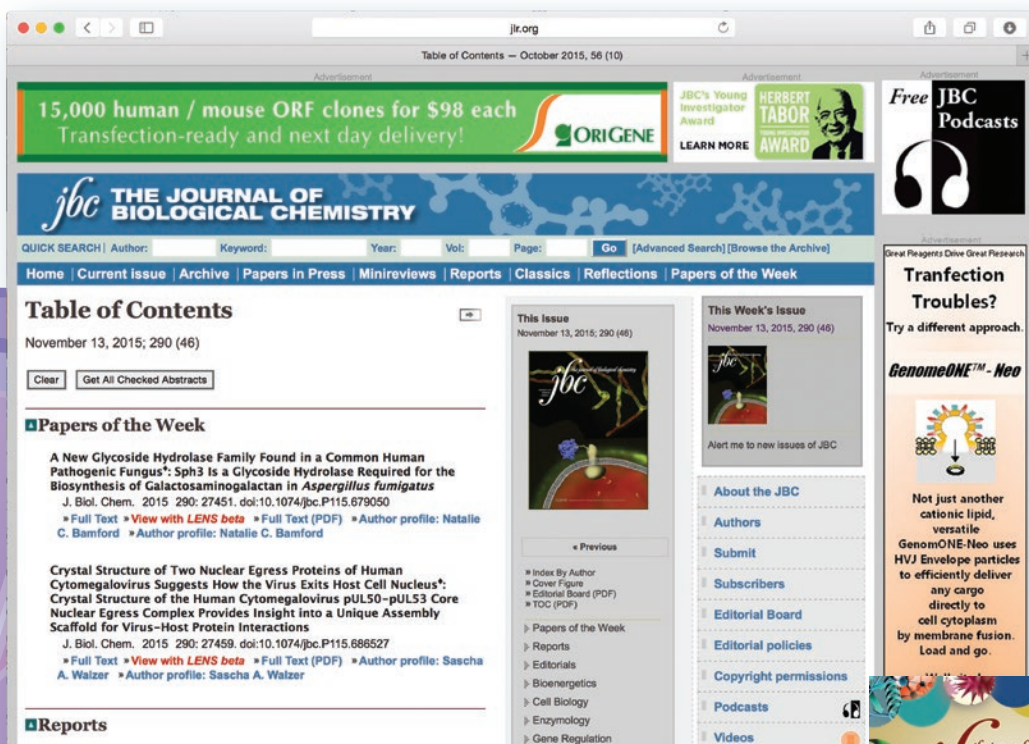 jlr.org
Table of Contents — October 2015, 56 (10)
Advertisement
Advertisement
Advertisement
15,000 human / mouse ORF clones for $98 each
Transfection-ready and next day delivery!
ORIGENE
JBC's Young
Investigator
Award
LEARN MORE
HERBERT
TABOR
YOUNG INVESTIGATOR
AWARD
Free JBC
Podcasts
jbc THE JOURNAL OF
BIOLOGICAL CHEMISTRY
QUICK SEARCH | Author: Keyword: Year: Vol: Page: Go [Advanced Search] [Browse the Archive]
Home | Current issue | Archive | Papers in Press | Minireviews | Reports | Classics | Reflections | Papers of the Week
Table of Contents
November 13, 2015; 290 (46)
Clear Get All Checked Abstracts
Papers of the Week
A New Glycoside Hydrolase Family Found in a Common Human
Pathogenic Fungus*: Sph3 Is a Glycoside Hydrolase Required for the
Biosynthesis of Galactosaminogalactan in Aspergillus fumigatus
J. Biol. Chem. 2015 290: 27451. doi:10.1074/jbc.P115.679050
» Full Text » View with LENS beta » Full Text (PDF) » Author profile: Natalie
C. Bamford » Author profile: Natalie C. Bamford
Crystal Structure of Two Nuclear Egress Proteins of Human
Cytomegalovirus Suggests How the Virus Exits Host Cell Nucleus*:
Crystal Structure of the Human Cytomegalovirus pUL50-pUL53 Core
Nuclear Egress Complex Provides Insight into a Unique Assembly
Scaffold for Virus-Host Protein Interactions
J. Biol. Chem. 2015 290: 27459. doi:10.1074/jbc.P115.686527
» Full Text » View with LENS beta » Full Text (PDF) » Author profile: Sascha
A. Walzer » Author profile: Sascha A. Walzer
Reports
This Issue
November 13, 2015; 290 (46)
jbc
« Previous
» Index By Author
» Cover Figure
» Editorial Board (PDF)
» TOC (PDF)
Papers of the Week
Reports
Editorials
Bioenergetics
Cell Biology
Enzymology
Gene Regulation
This Week's Issue
November 13, 2015, 290 (46)
jbc
Alert me to new issues of JBC
About the JBC
Authors
Submit
Subscribers
Editorial Board
Editorial policies
Copyright permissions
Podcasts
Videos
Advertisement
Great Reagents Drive Great Research
Tranfection
Troubles?
Try a different approach.
GenomeONE™ - Neo
Not just another
cationic lipid,
versatile
GenomONE-Neo uses
HVJ Envelope particles
to efficiently deliver
any cargo
directly to
cell cytoplasm
by membrane fusion.
Load and go.